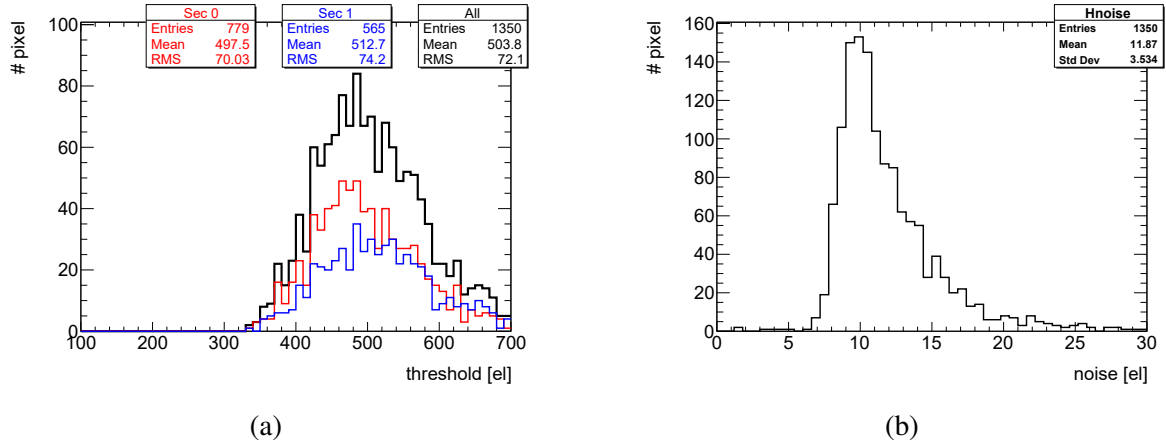 Sec 0
Entries 779
Mean 497.5
RMS 70.03
Sec 1
Entries 565
Mean 512.7
RMS 74.2
All
Entries 1350
Mean 503.8
RMS 72.1
# pixel
100
80
60
40
20
0
100 200 300 400 500 600 700
threshold [el]
(a)
Hnoise
Entries 1350
Mean 11.87
Std Dev 3.534
# pixel
160
140
120
100
80
60
40
20
0
0 5 10 15 20 25 30
noise [el]
(b)